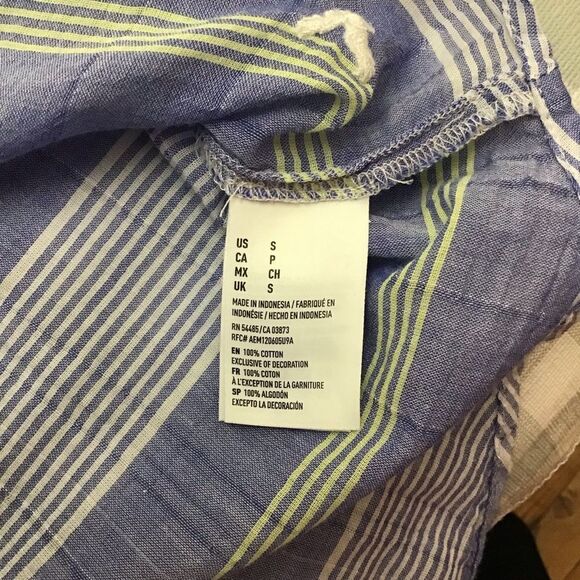 US S
CA P
MX CH
UK S
MADE IN INDONESIA / FABRIQUÉ EN
INDONÉSIE / HECHO EN INDONESIA
RN 54485/CA 03873
RFC# AEM120605U9A
EN 100% COTTON
EXCLUSIVE OF DECORATION
FR 100% COTON
À L'EXCEPTION DE LA GARNITURE
SP 100% ALGODÓN
EXCEPTO LA DECORACIÓN